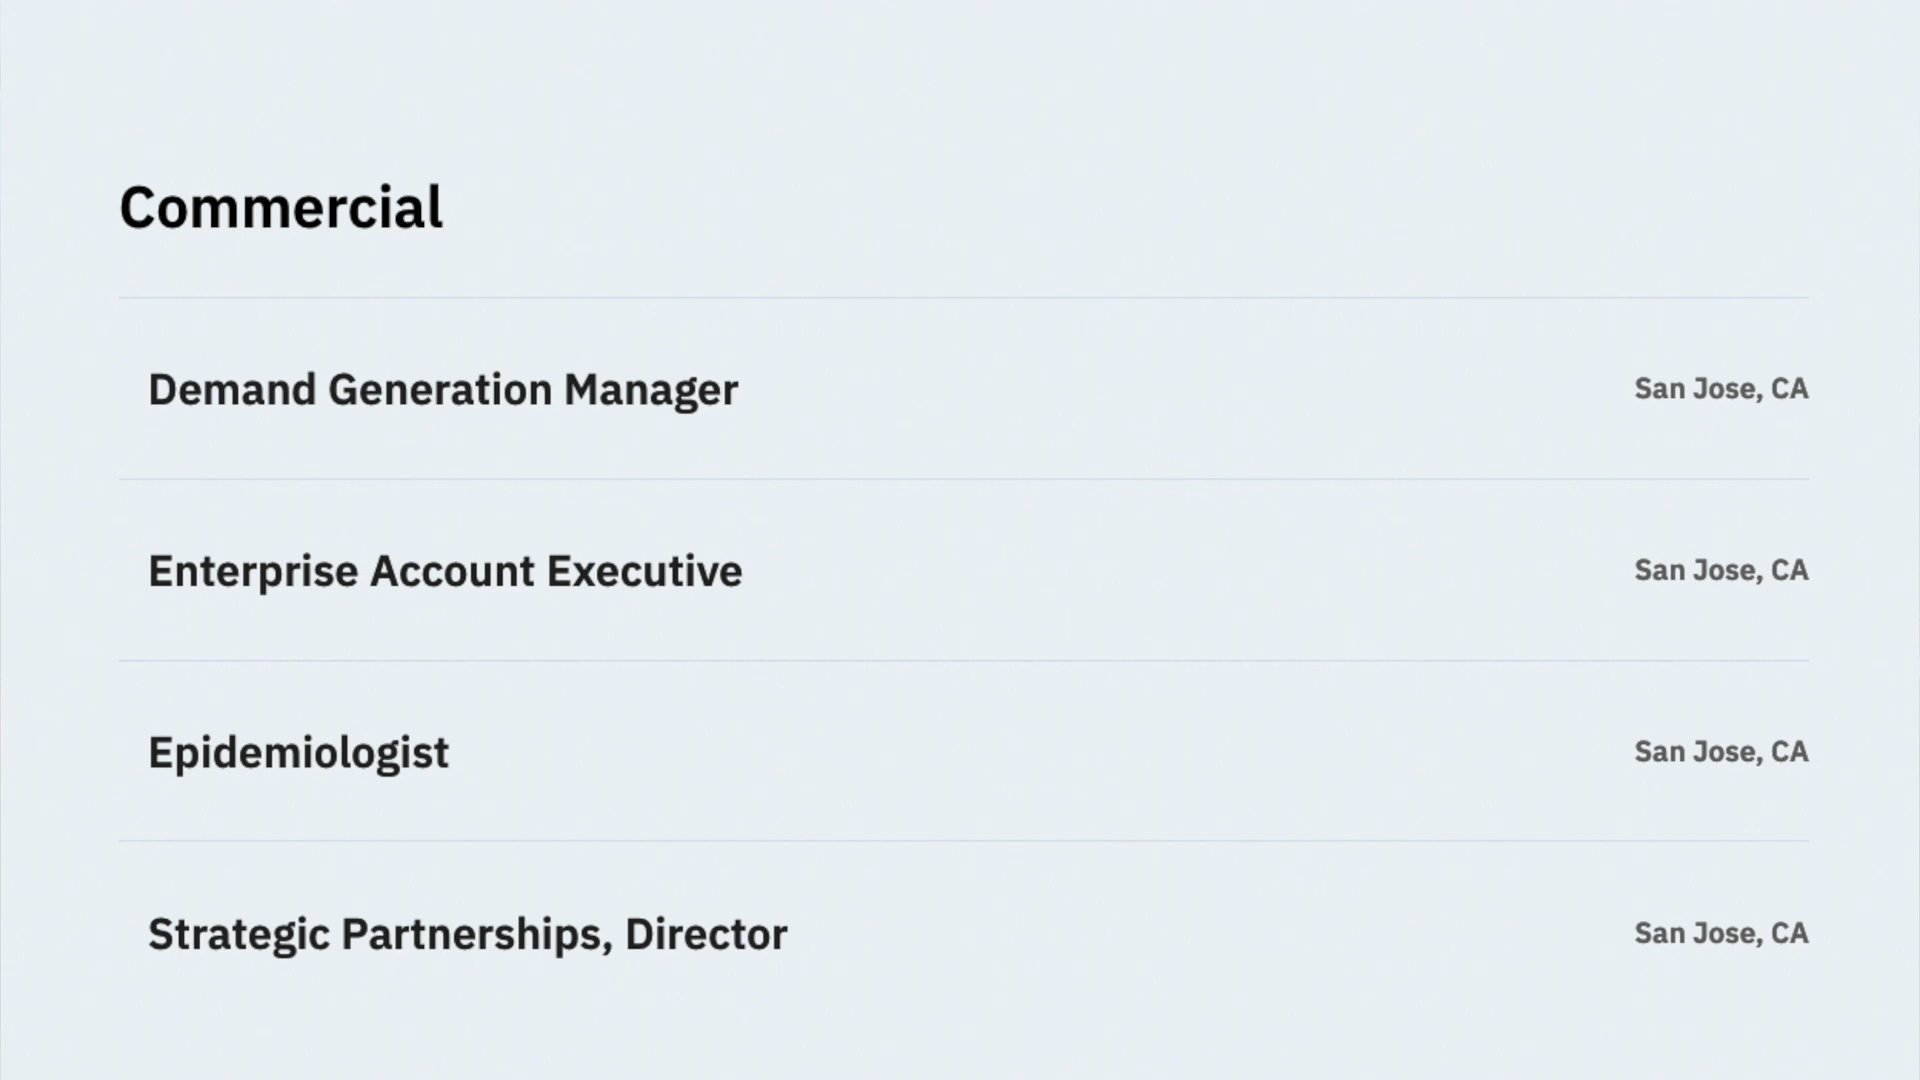 Commercial
Demand Generation Manager San Jose, CA
Enterprise Account Executive San Jose, CA
Epidemiologist San Jose, CA
Strategic Partnerships, Director San Jose, CA